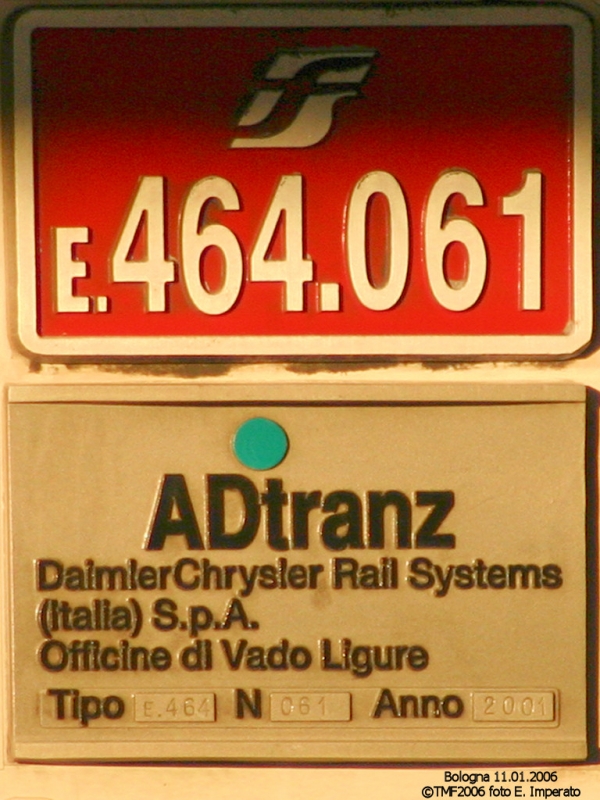 E.464.061
ADtranz
DaimlerChrysler Rail Systems
(Italia) S.p.A.
Officine di Vado Ligure
Tipo E.464 N 061 Anno 2001
Bologna 11.01.2006
©TMF2006 foto E. Imperato